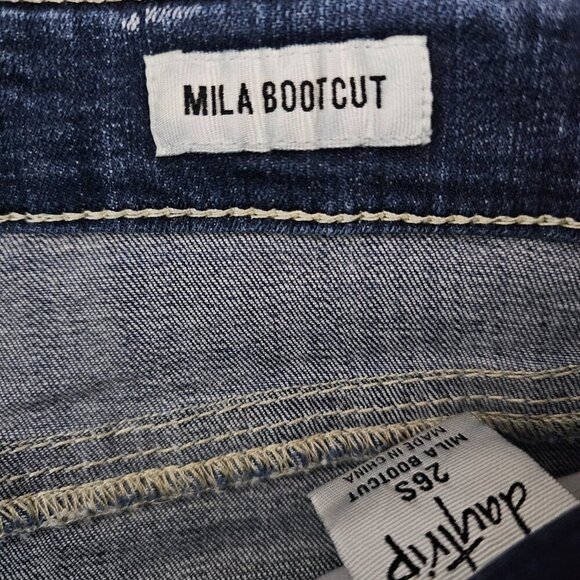 MILA BOOTCUT
daytrip
26S
MILA BOOTCUT
MADE IN CHINA